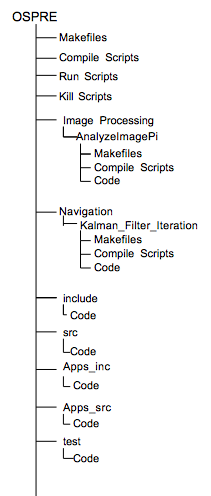 OSPRE
Makefiles
Compile Scripts
Run Scripts
Kill Scripts
Image Processing
AnalyzeImagePi
Makefiles
Compile Scripts
Code
Navigation
Kalman_Filter_Iteration
Makefiles
Compile Scripts
Code
include
Code
src
Code
Apps_inc
Code
Apps_src
Code
test
Code